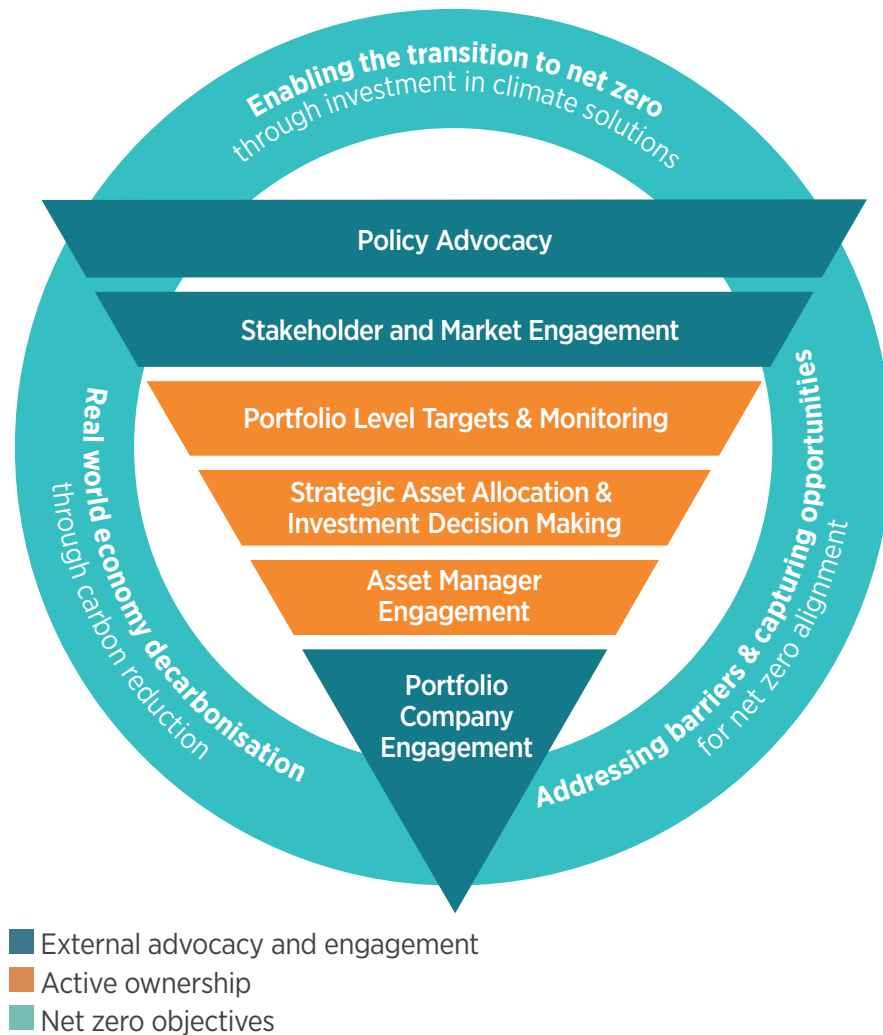 Enabling the transition to net zero
through investment in climate solutions
Policy Advocacy
Stakeholder and Market Engagement
Portfolio Level Targets & Monitoring
Strategic Asset Allocation &
Investment Decision Making
Asset Manager
Engagement
Portfolio
Company
Engagement
Real world economy decarbonisation
through carbon reduction
Addressing barriers & capturing opportunities
for net zero alignment
External advocacy and engagement
Active ownership
Net zero objectives